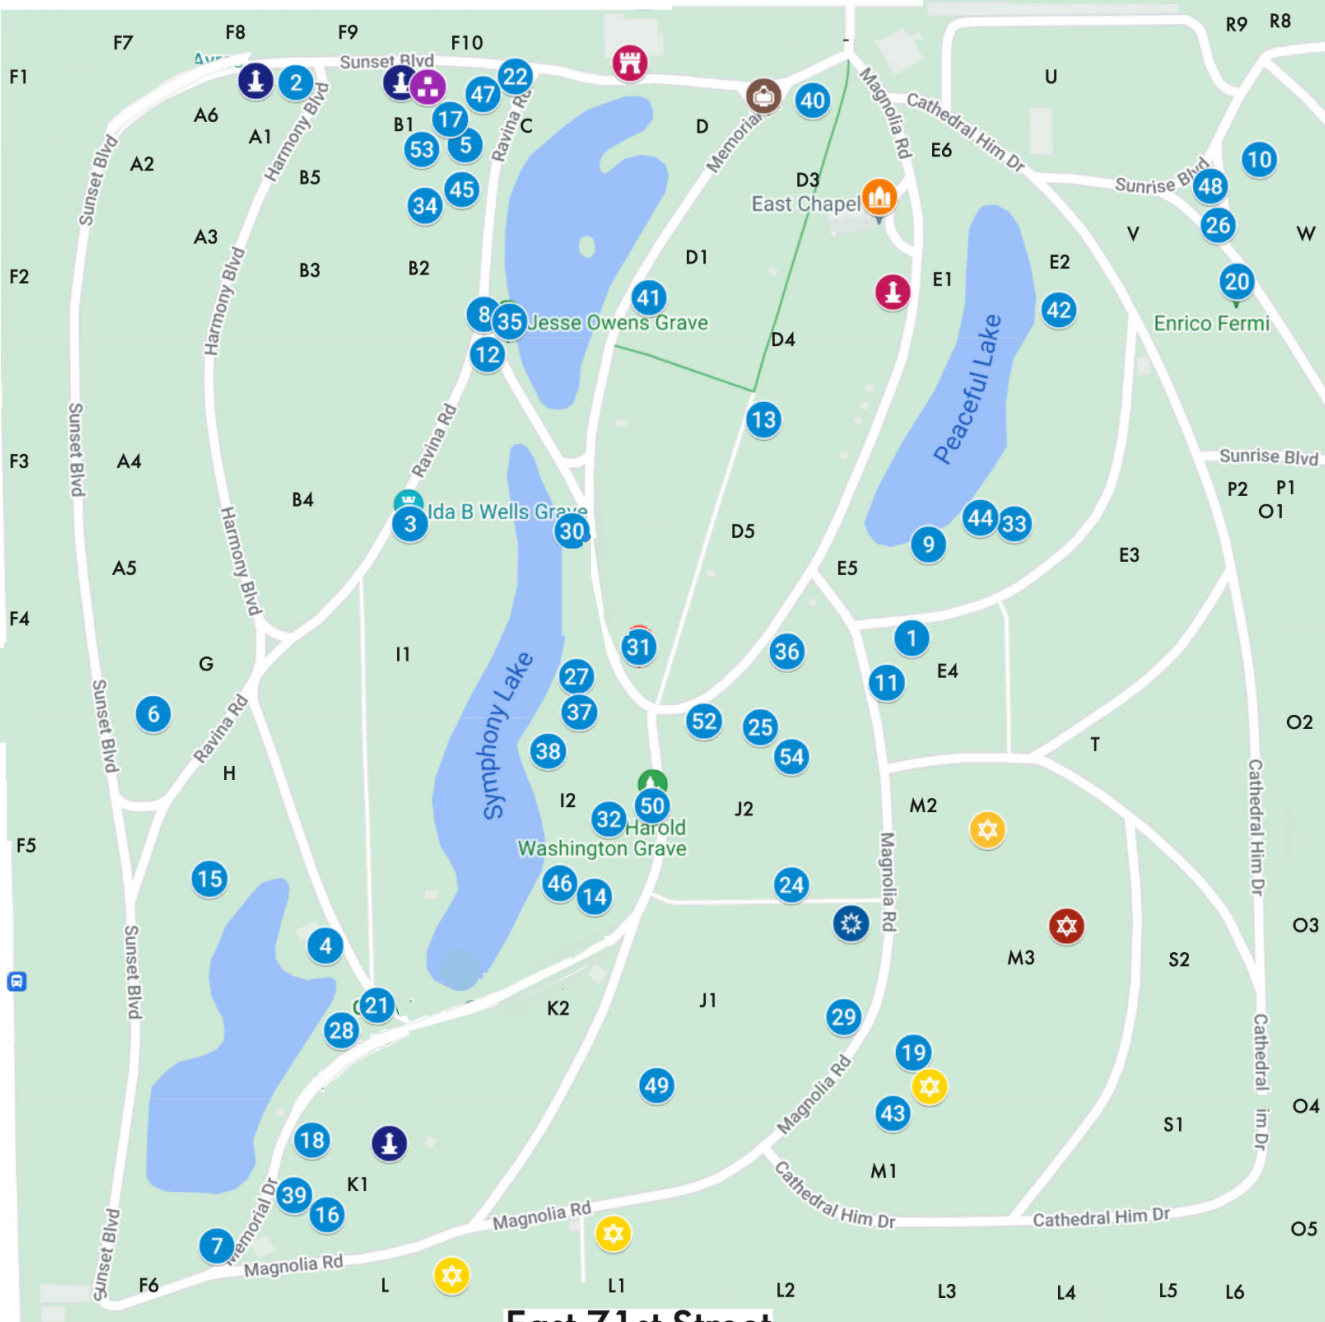 F7
F8
F9
F10
R9
R8
F1
Sunset Blvd
U
2
47
22
40
A6
A1
B1
17
C
D
E6
Cathedral Him Dr
Magnolia Rd
Memorial
Ravina Rd
Harmony Blvd
Sunset Blvd
A2
B5
53
5
45
34
D3
East Chapel
10
Sunrise Blvd
48
26
A3
B3
B2
D1
E1
E2
V
W
F2
Harmony Blvd
41
42
20
Enrico Fermi
8
35
Jesse Owens Grave
12
D4
Peaceful Lake
13
Sunset Blvd
Ravina Rd
F3
A4
B4
Sunrise Blvd
P2
P1
O1
Ida B Wells Grave
3
30
D5
44
33
9
Harmony Blvd
A5
E5
E3
F4
G
I1
31
36
1
11
E4
Symphony Lake
27
37
38
52
25
54
6
Sunset Blvd
Ravina Rd
O2
T
H
I2
32
50
Harold
Washington Grave
J2
M2
Cathedral Him Dr
F5
15
46
14
24
Magnolia Rd
4
Sunset Blvd
M3
S2
O3
21
28
K2
J1
29
19
Cathedral im Dr
49
43
Magnolia Rd
S1
O4
18
39
16
K1
M1
Cathedral Him Dr
Cathedral Him Dr
Magnolia Rd
O5
7
Memorial Dr
Sunset Blvd
Magnolia Rd
F6
L
L1
L2
L3
L4
L5
L6
East 71st Street